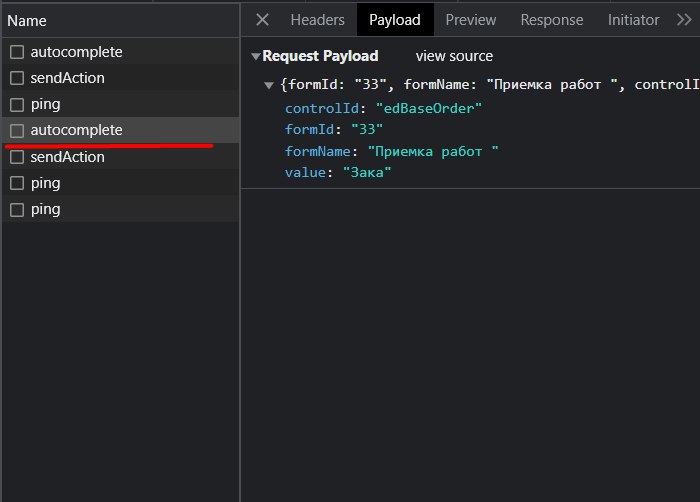 Name
autocomplete
sendAction
ping
autocomplete
sendAction
ping
ping
Headers Payload Preview Response Initiator
Request Payload view source
{formId: "33", formName: "Приемка работ ", controlI
controlId: "edBaseOrder"
formId: "33"
formName: "Приемка работ "
value: "Зака"